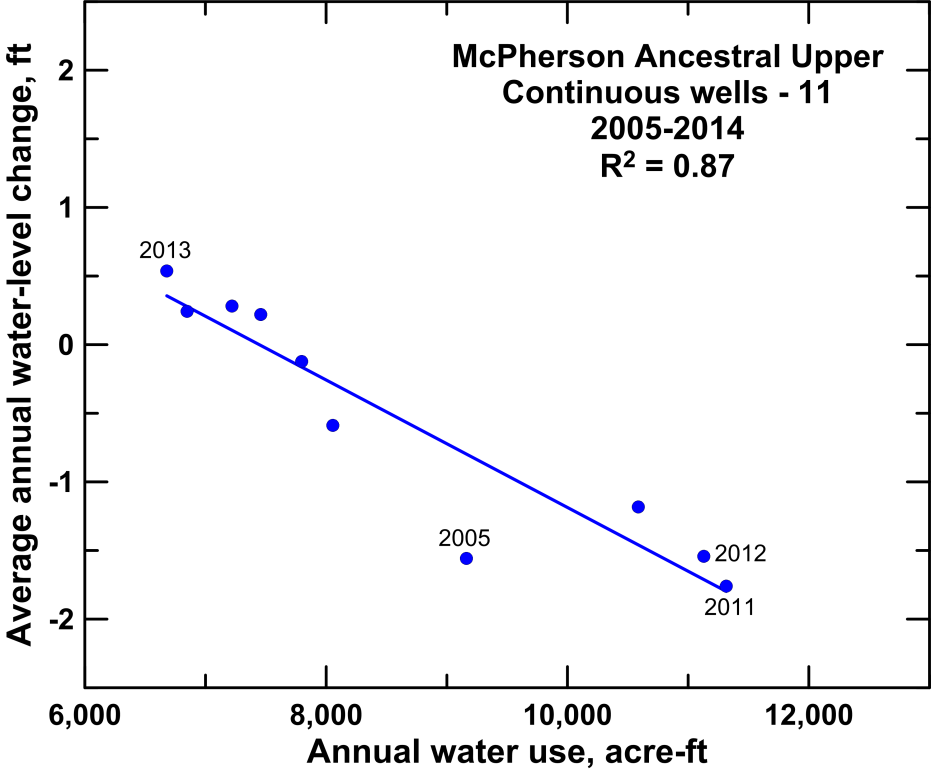 McPherson Ancestral Upper
Continuous wells - 11
2005-2014
R² = 0.87
Average annual water-level change, ft
2
1
0
-1
-2
2013
2005
2012
2011
6,000
8,000
10,000
12,000
Annual water use, acre-ft